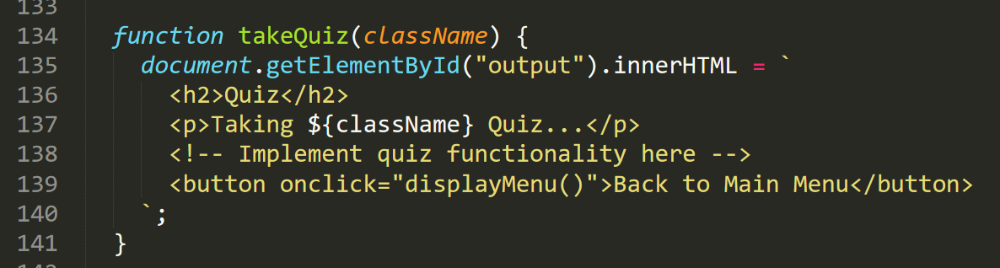 133
134 function takeQuiz(className) {
135 document.getElementById("output").innerHTML = `
136 <h2>Quiz</h2>
137 <p>Taking ${className} Quiz...</p>
138 <!-- Implement quiz functionality here -->
139 <button onclick="displayMenu()">Back to Main Menu</button>
140 `;
141 }